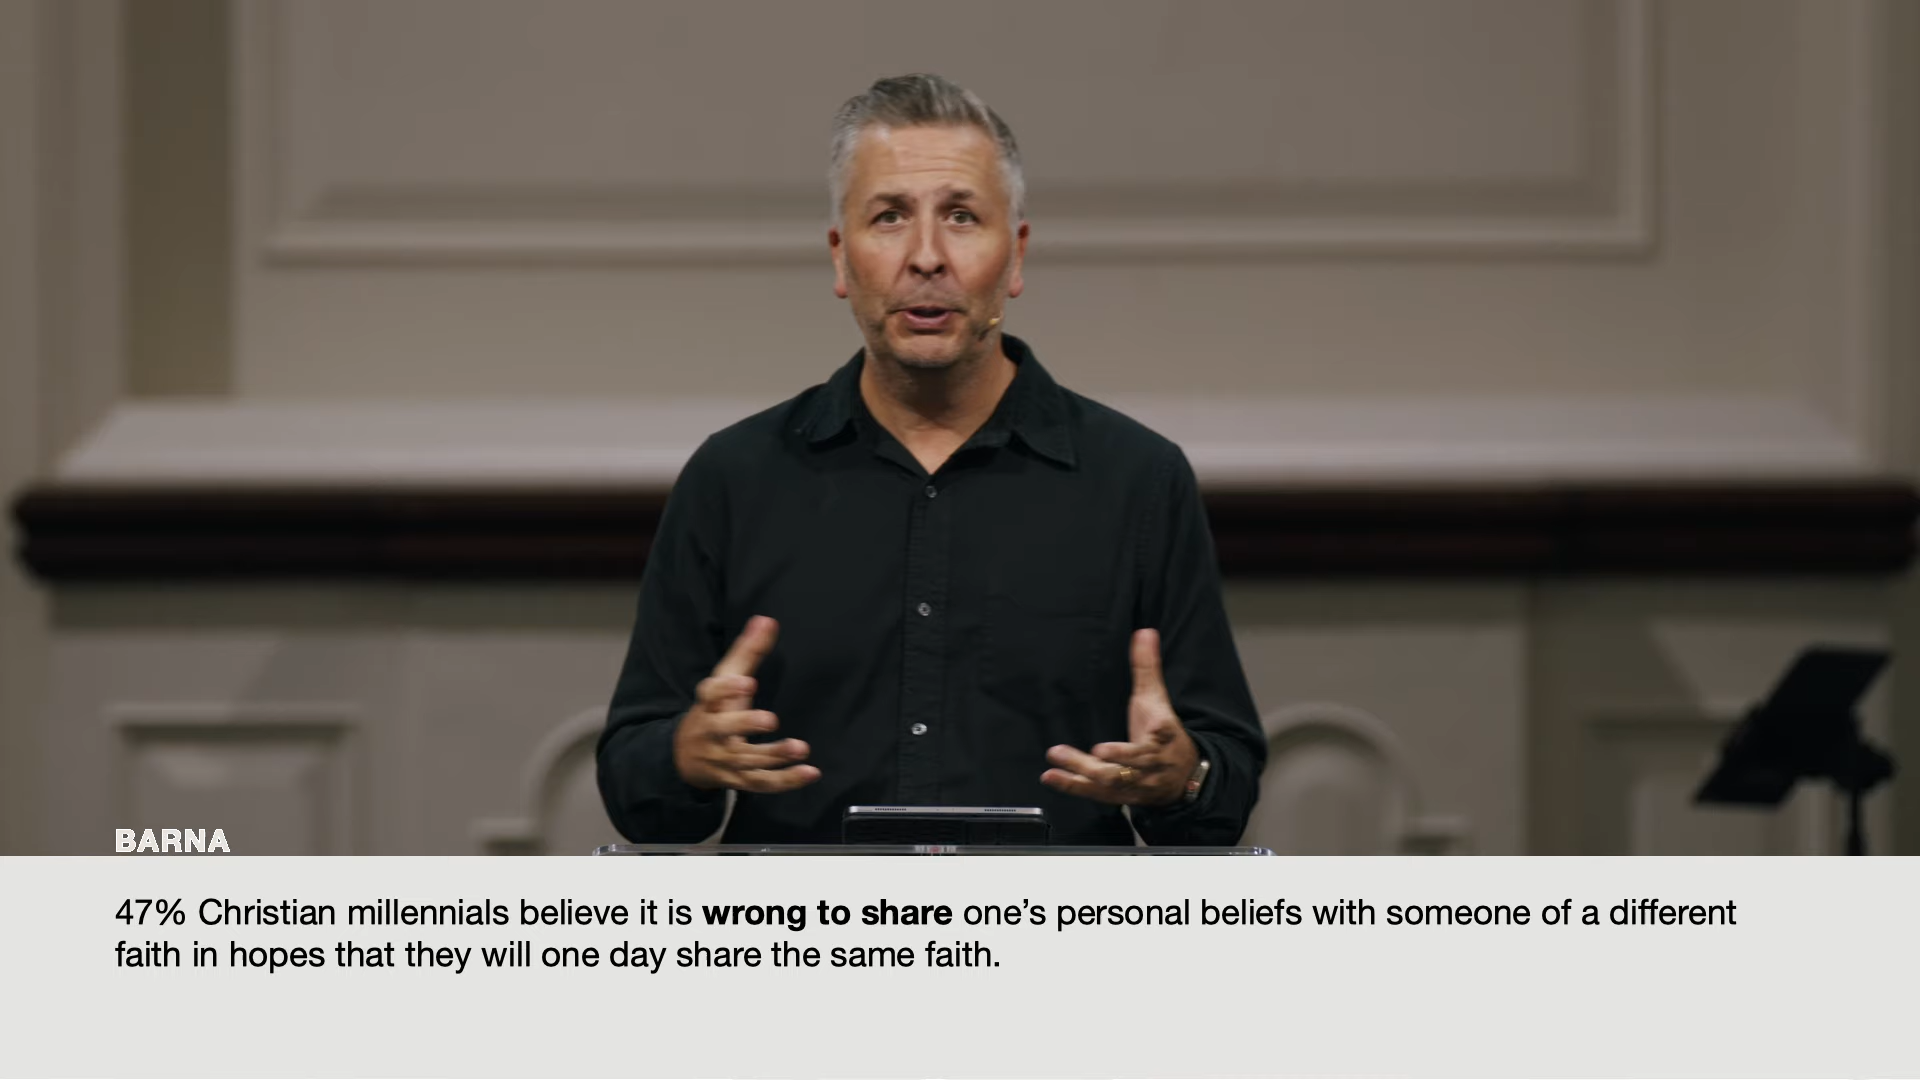 BARNA
47% Christian millennials believe it is wrong to share one’s personal beliefs with someone of a different
faith in hopes that they will one day share the same faith.